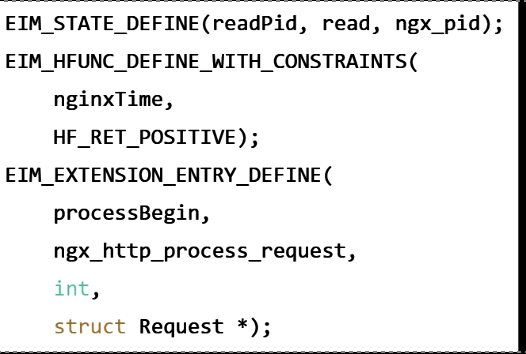 EIM_STATE_DEFINE(readPid, read, ngx_pid);
EIM_HFUNC_DEFINE_WITH_CONSTRAINTS(
    nginxTime,
    HF_RET_POSITIVE);
EIM_EXTENSION_ENTRY_DEFINE(
    processBegin,
    ngx_http_process_request,
    int,
    struct Request *);